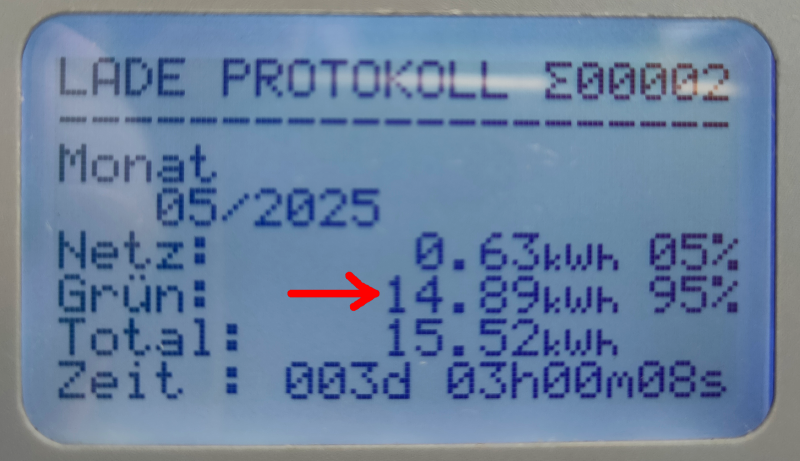 LADE PROTOKOLL Σ00002
---------------------------
Monat
05/2025
Netz: 0.63kWh 05%
Grün: 14.89kWh 95%
Total: 15.52kWh
Zeit : 003d 03h00m08s